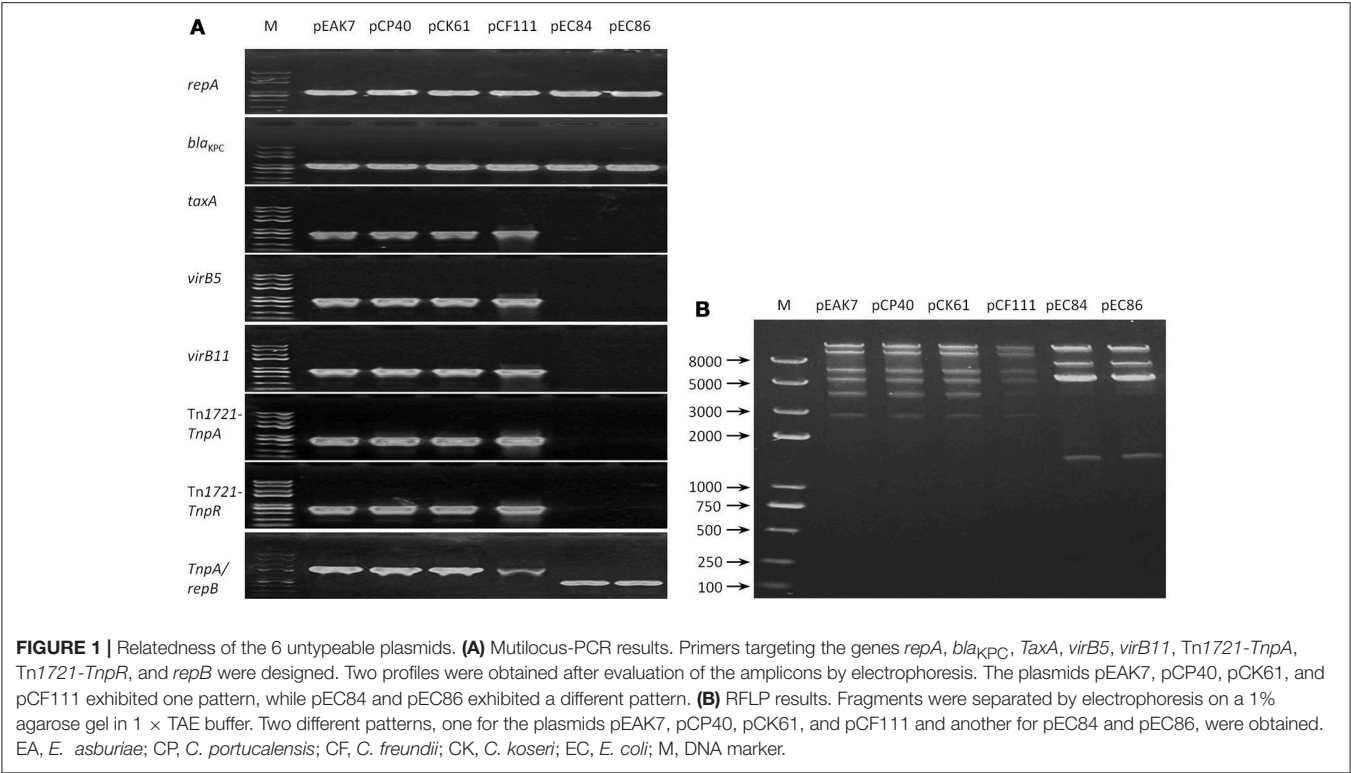 A
M pEAK7 pCP40 pCK61 pCF111 pEC84 pEC86
repA
blaKPC
taxA
virB5
virB11
Tn1721-
TnpA
Tn1721-
TnpR
TnpA/
repB
B
M pEAK7 pCP40 pCK61 pCF111 pEC84 pEC86
8000
5000
3000
2000
1000
750
500
250
100
FIGURE 1 | Relatedness of the 6 untypeable plasmids. (A) Mutilocus-PCR results. Primers targeting the genes repA, blaKPC, TaxA, virB5, virB11, Tn1721-TnpA,
Tn1721-TnpR, and repB were designed. Two profiles were obtained after evaluation of the amplicons by electrophoresis. The plasmids pEAK7, pCP40, pCK61, and
pCF111 exhibited one pattern, while pEC84 and pEC86 exhibited a different pattern. (B) RFLP results. Fragments were separated by electrophoresis on a 1%
agarose gel in 1 × TAE buffer. Two different patterns, one for the plasmids pEAK7, pCP40, pCK61, and pCF111 and another for pEC84 and pEC86, were obtained.
EA, E. asburiae; CP, C. portucalensis; CF, C. freundii; CK, C. koseri; EC, E. coli; M, DNA marker.